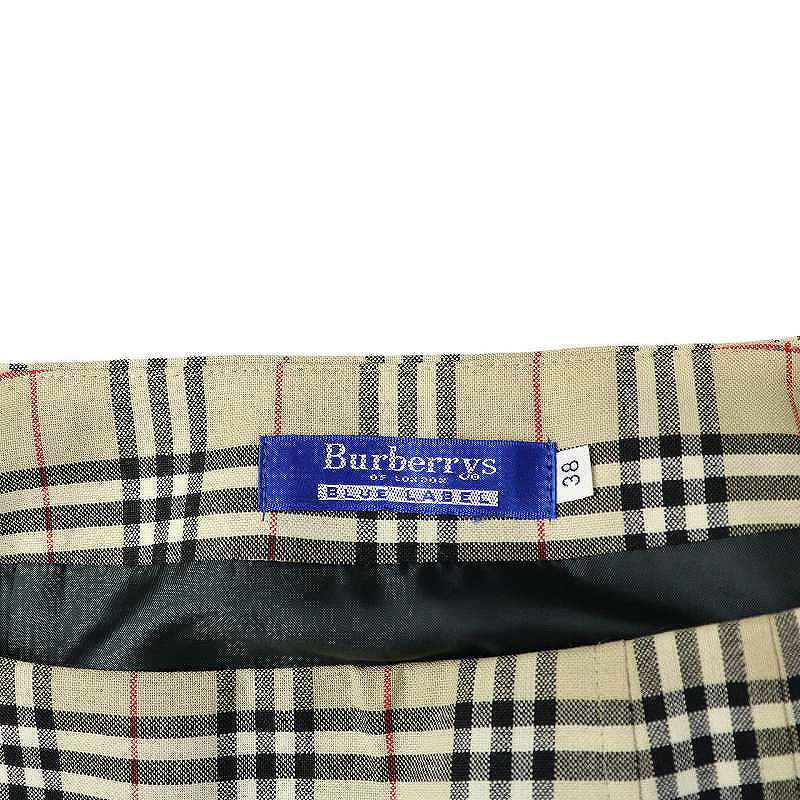 Burberrys®
OF LONDON
BLUE LABEL
38